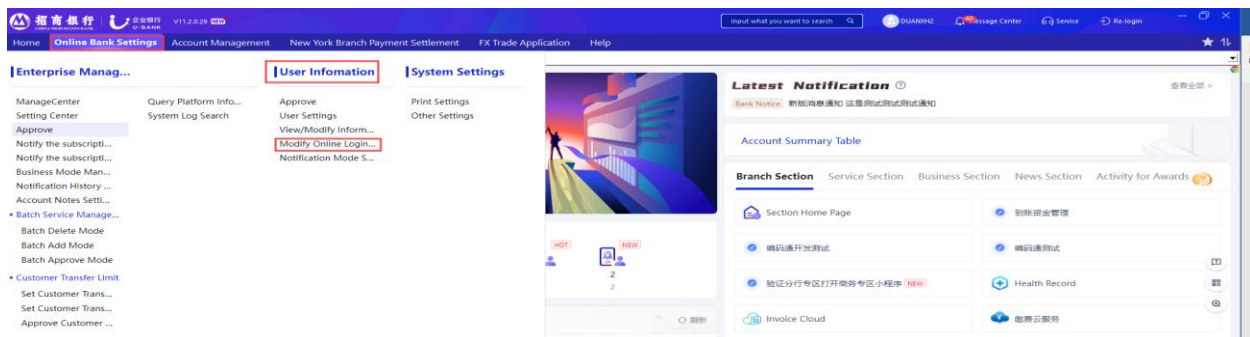 招商银行 企业银行 U-BANK V11.2.0.29 NEW Input what you want to search DUANXH2 Message Center Service Re-login
CHINA MERCHANTS BANK
Home Online Bank Settings Account Management New York Branch Payment Settlement FX Trade Application Help
Enterprise Manag...
ManageCenter
Setting Center
Approve
Notify the subscripti...
Notify the subscripti...
Business Mode Man...
Notification History ...
Account Notes Setti...
Batch Service Manage...
Batch Delete Mode
Batch Add Mode
Batch Approve Mode
Customer Transfer Limit
Set Customer Trans...
Set Customer Trans...
Approve Customer ...
Query Platform Info...
System Log Search
User Infomation
Approve
User Settings
View/Modify Inform...
Modify Online Login...
Notification Mode S...
System Settings
Print Settings
Other Settings
HOT NEW
2
2
刷新
Latest Notification 查看全部 >
Bank Notice 新版消息通知 这是测试测试测试通知
Account Summary Table
Branch Section Service Section Business Section News Section Activity for Awards
Section Home Page 到账资金管理
编码通开发测试 编码通测试
验证分行专区打开商务专区小程序 NEW Health Record
Invoice Cloud 缴费云服务